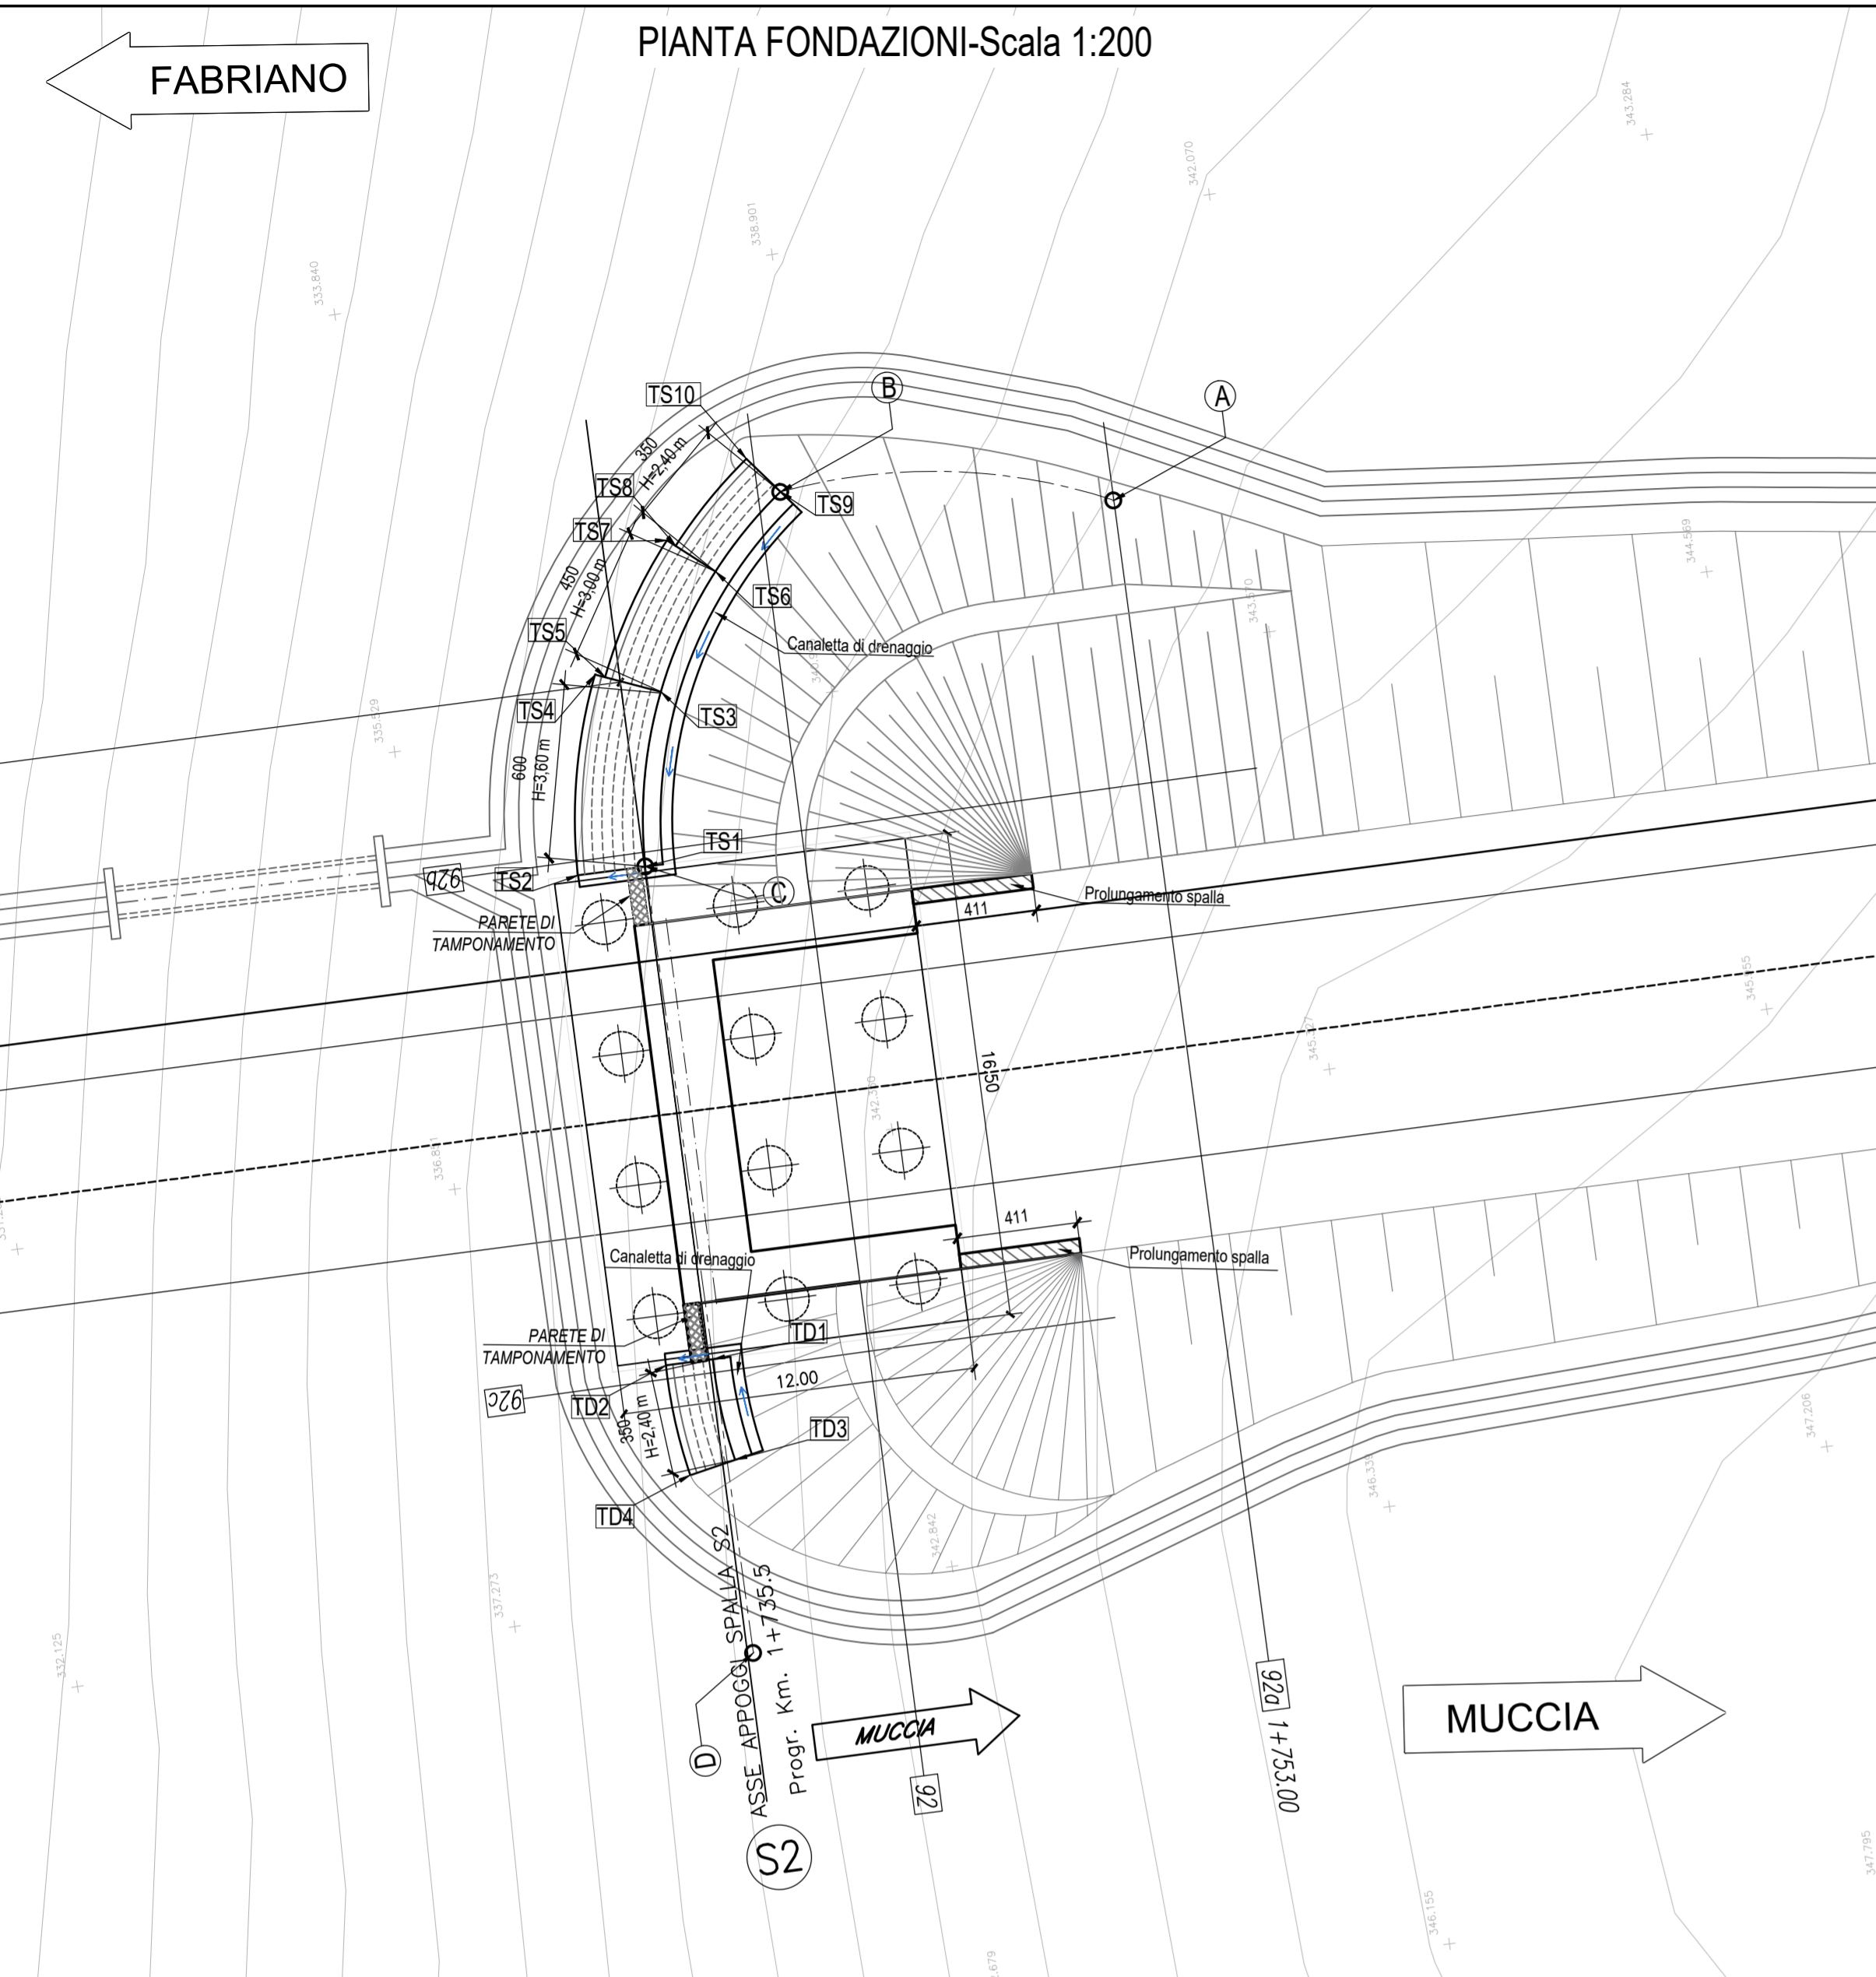 PIANTA FONDAZIONI-Scala 1:200
FABRIANO
343.284
342.070
338.901
333.840
TS10
B
A
350
H=2,40 m
TS8
TS9
TS7
344.569
450
H=3,00 m
TS6
343.570
TS5
Canaletta di drenaggio
TS4
TS3
335.529
600
H=3,60 m
TS1
92b
TS2
C
Prolungamento spalla
411
PARETE DI
TAMPONAMENTO
16.50
411
Canaletta di drenaggio
Prolungamento spalla
PARETE DI
TAMPONAMENTO
TD1
92c
12.00
TD2
350
H=2,40 m
TD3
347.206
TD4
342.842
337.273
332.125
ASSE APPOGGI SPALLA S2
Progr. Km. 1+735.5
D
MUCCIA
92
92a
1+753.00
MUCCIA
S2
347.795
346.155